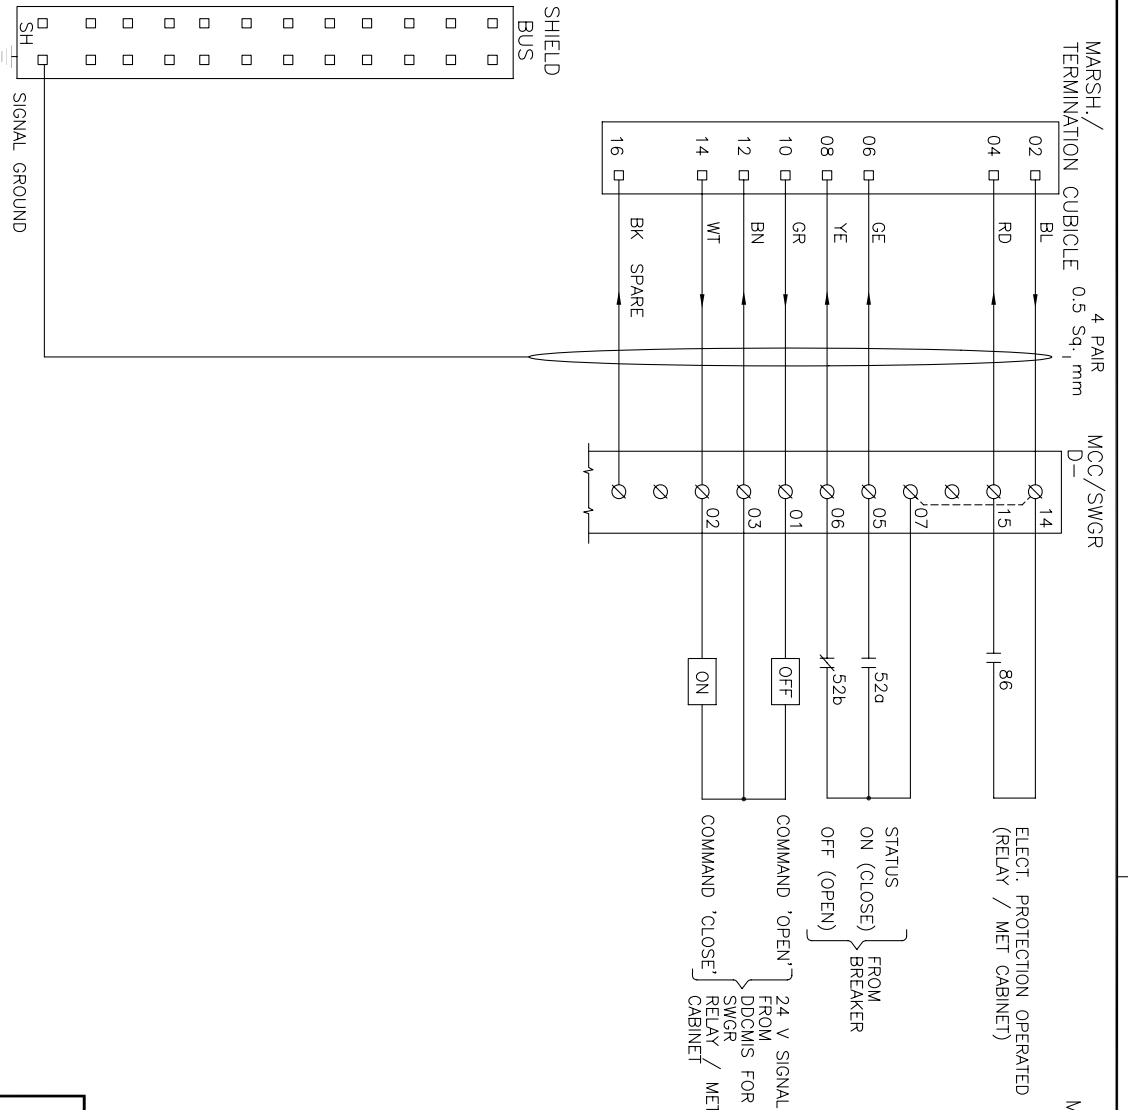 MARSH./
TERMINATION CUBICLE
02
04
06
08
10
12
14
16
BL
RD
GE
YE
GR
BN
WT
BK SPARE
4 PAIR
0.5 Sq. mm
MCC/SWGR
D-
14
15
07
05
06
01
03
02
86
52a
52b
OFF
ON
ELECT. PROTECTION OPERATED
(RELAY / MET CABINET)
STATUS
ON (CLOSE)
OFF (OPEN)
FROM
BREAKER
COMMAND 'OPEN'
COMMAND 'CLOSE'
24 V SIGNAL
FROM
DDCMIS FOR
SWGR
RELAY / MET
CABINET
SHIELD
BUS
SH
SIGNAL GROUND